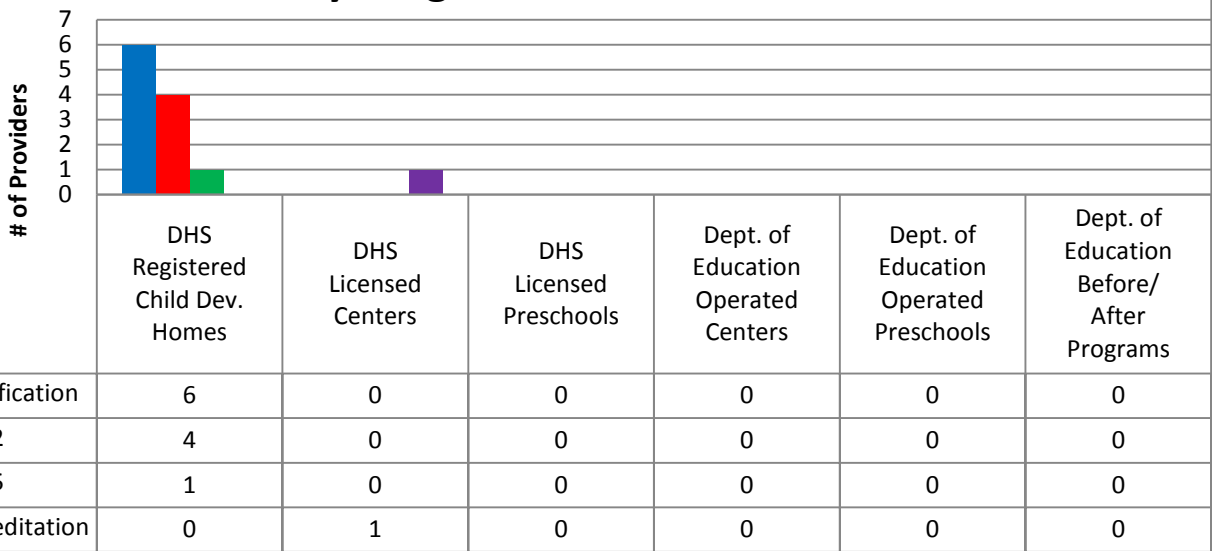 7
6
5
4
3
2
1
0
# of Providers
DHS
Registered
Child Dev.
Homes
DHS
Licensed
Centers
DHS
Licensed
Preschools
Dept. of
Education
Operated
Centers
Dept. of
Education
Operated
Preschools
Dept. of
Education
Before/
After
Programs
fication 6 0 0 0 0 0
2 4 0 0 0 0 0
1 0 0 0 0 0
editation 0 1 0 0 0 0